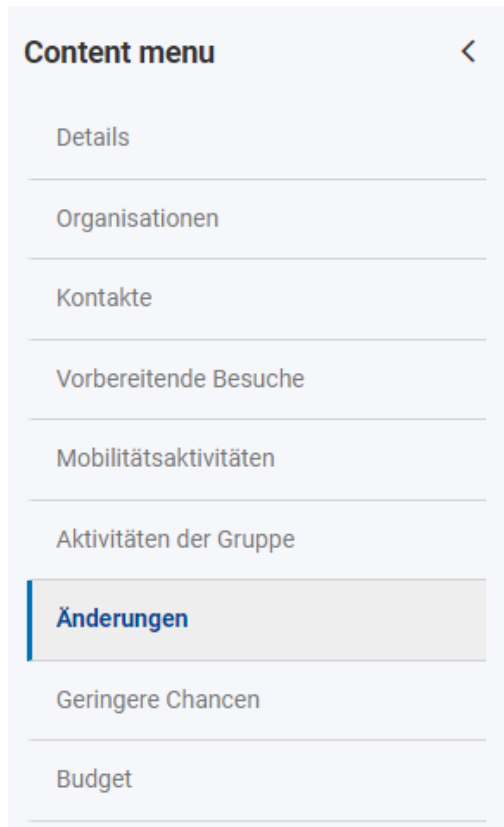 Content menu
Details
Organisationen
Kontakte
Vorbereitende Besuche
Mobilitätsaktivitäten
Aktivitäten der Gruppe
Änderungen
Geringere Chancen
Budget